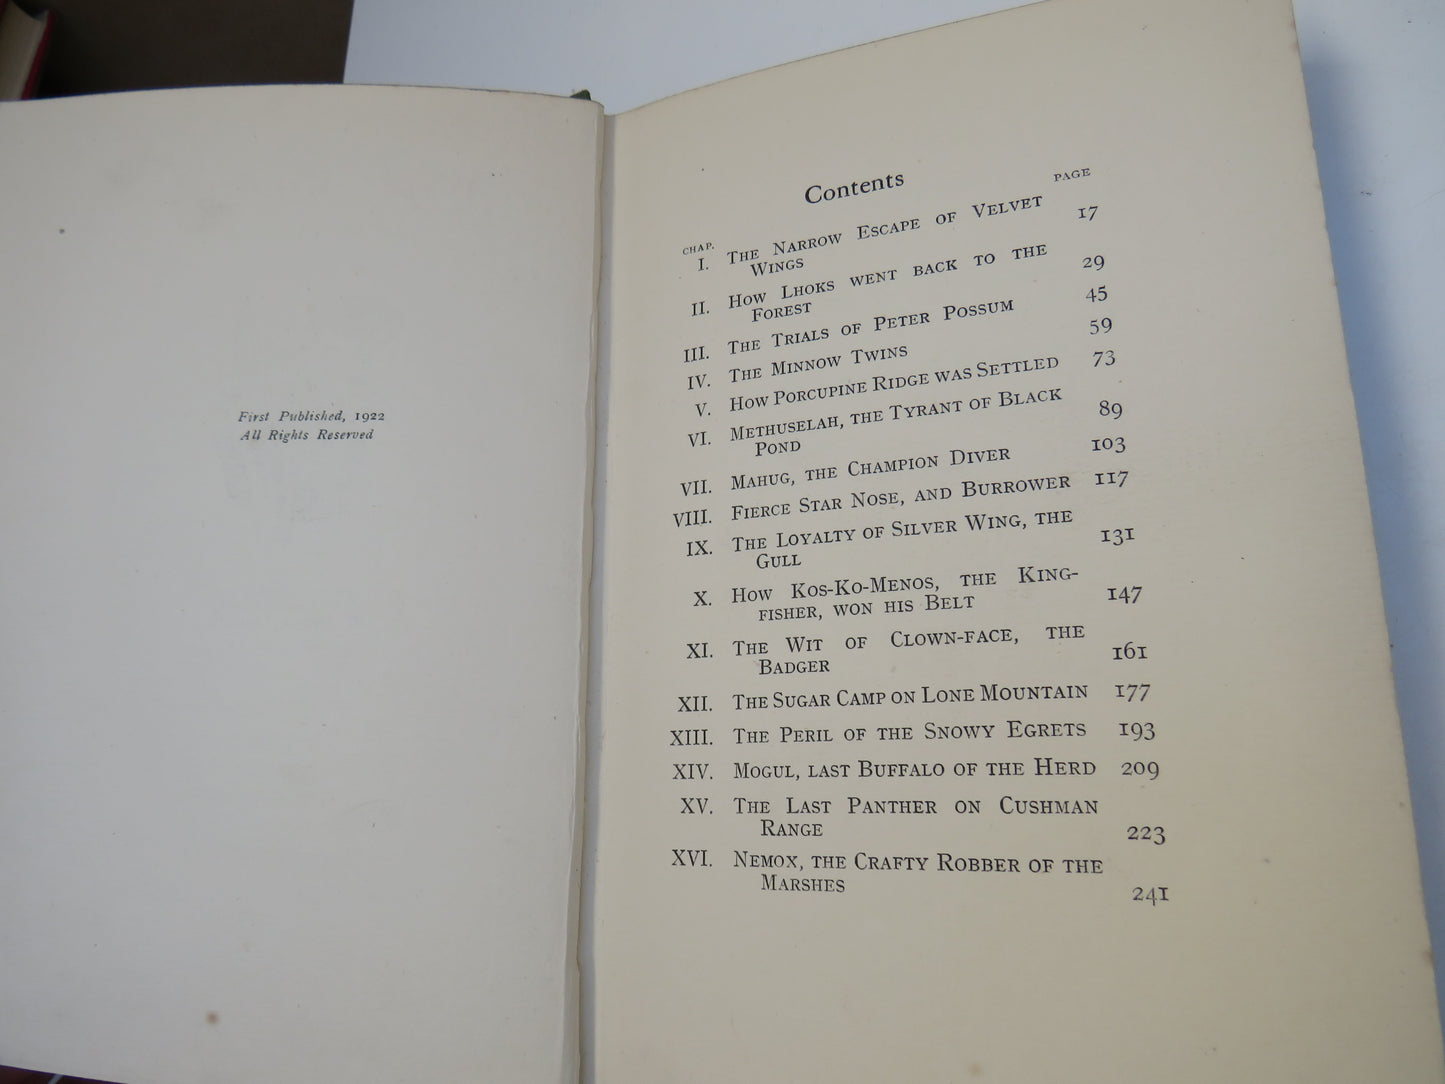 First Published, 1922
All Rights Reserved
Contents
CHAP.
PAGE
I. The Narrow Escape of Velvet
Wings 17
II. How Lhoks went back to the
Forest 29
III. The Trials of Peter Possum 45
IV. The Minnow Twins 59
V. How Porcupine Ridge was Settled 73
VI. Methuselah, the Tyrant of Black
Pond 89
VII. Mahug, the Champion Diver 103
VIII. Fierce Star Nose, and Burrower 117
IX. The Loyalty of Silver Wing, the
Gull 131
X. How Kos-Ko-Menos, the King-
fisher, won his Belt 147
XI. The Wit of Clown-face, the
Badger 161
XII. The Sugar Camp on Lone Mountain 177
XIII. The Peril of the Snowy Egrets 193
XIV. Mogul, last Buffalo of the Herd 209
XV. The Last Panther on Cushman
Range 223
XVI. Nemox, the Crafty Robber of the
Marshes 241